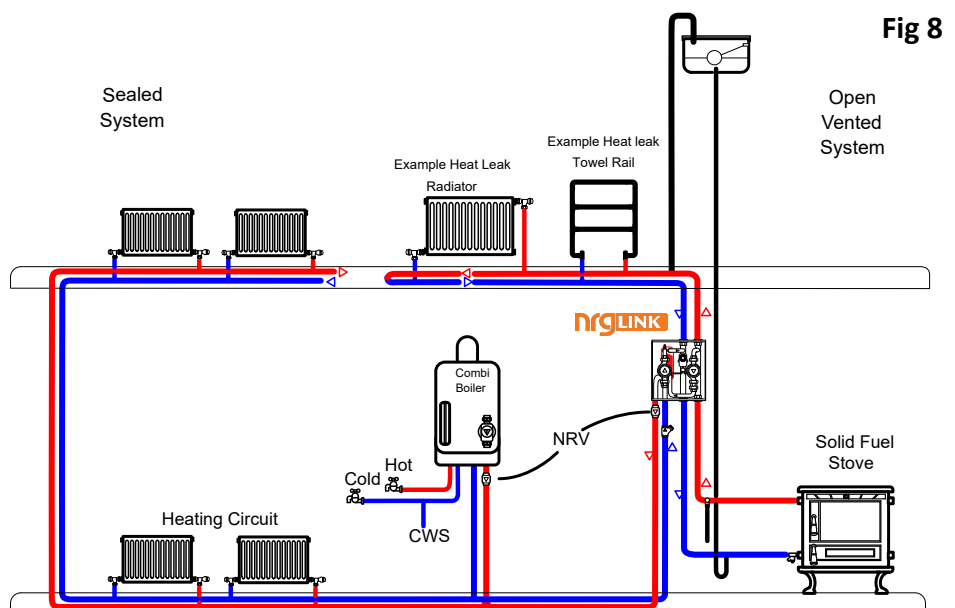 Fig 8
Sealed
System
Open
Vented
System
Example Heat Leak
Radiator
Example Heat leak
Towel Rail
nrgLINK
Combi
Boiler
NRV
Hot
Cold
CWS
Heating Circuit
Solid Fuel
Stove